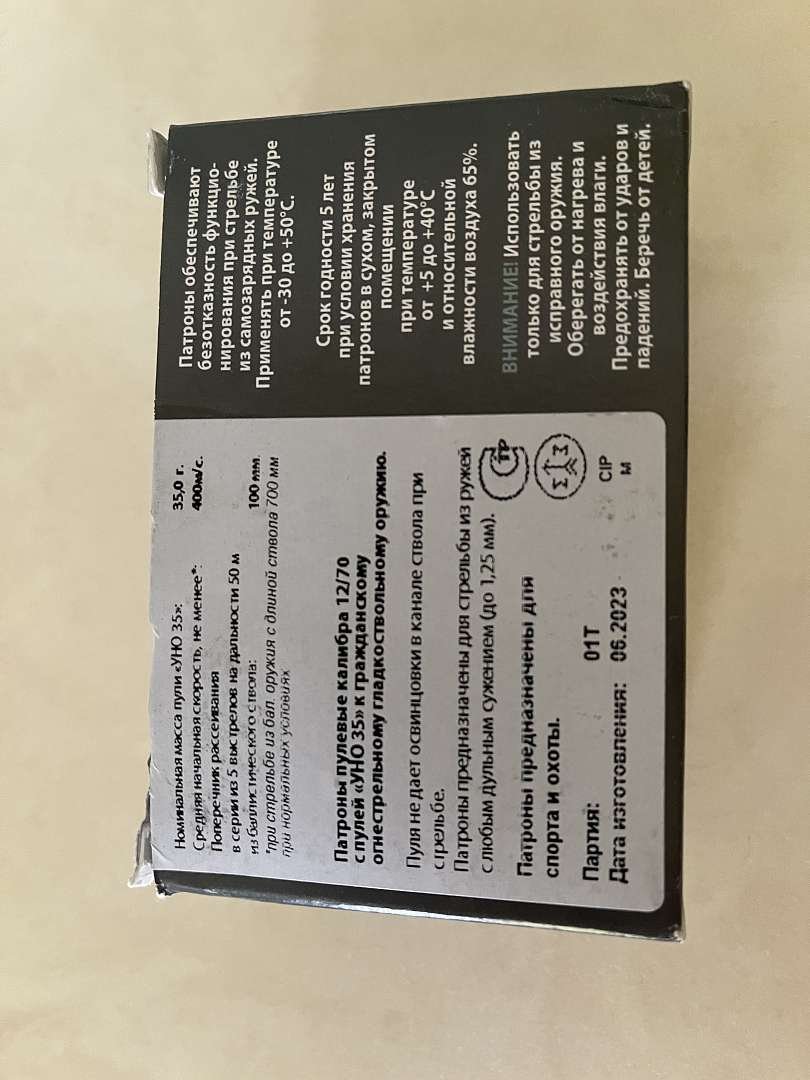 Номинальная масса пули «УНО 35»: 35,0 г.
Средняя начальная скорость, не менее*: 400м/с.
Поперечник рассеивания
в серии из 5 выстрелов на дальности 50 м
из баллистического ствола: 100 мм.
*при стрельбе из бал. оружия с длиной ствола 700 мм
при нормальных условиях
Патроны пулевые калибра 12/70
с пулей «УНО 35» к гражданскому
огнестрельному гладкоствольному оружию.
Пуля не дает освинцовки в канале ствола при
стрельбе.
Патроны предназначены для стрельбы из ружей
с любым дульным сужением (до 1,25 мм).
Патроны предназначены для
спорта и охоты.
Партия: 01Т
Дата изготовления: 06.2023
СТР
CIP
М
Патроны обеспечивают
безотказность функцио-
нирования при стрельбе
из самозарядных ружей.
Применять при температуре
от -30 до +50°С.
Срок годности 5 лет
при условии хранения
патронов в сухом, закрытом
помещении
при температуре
от +5 до +40°С
и относительной
влажности воздуха 65%.
ВНИМАНИЕ! Использовать
только для стрельбы из
исправного оружия.
Оберегать от нагрева и
воздействия влаги.
Предохранять от ударов и
падений. Беречь от детей.